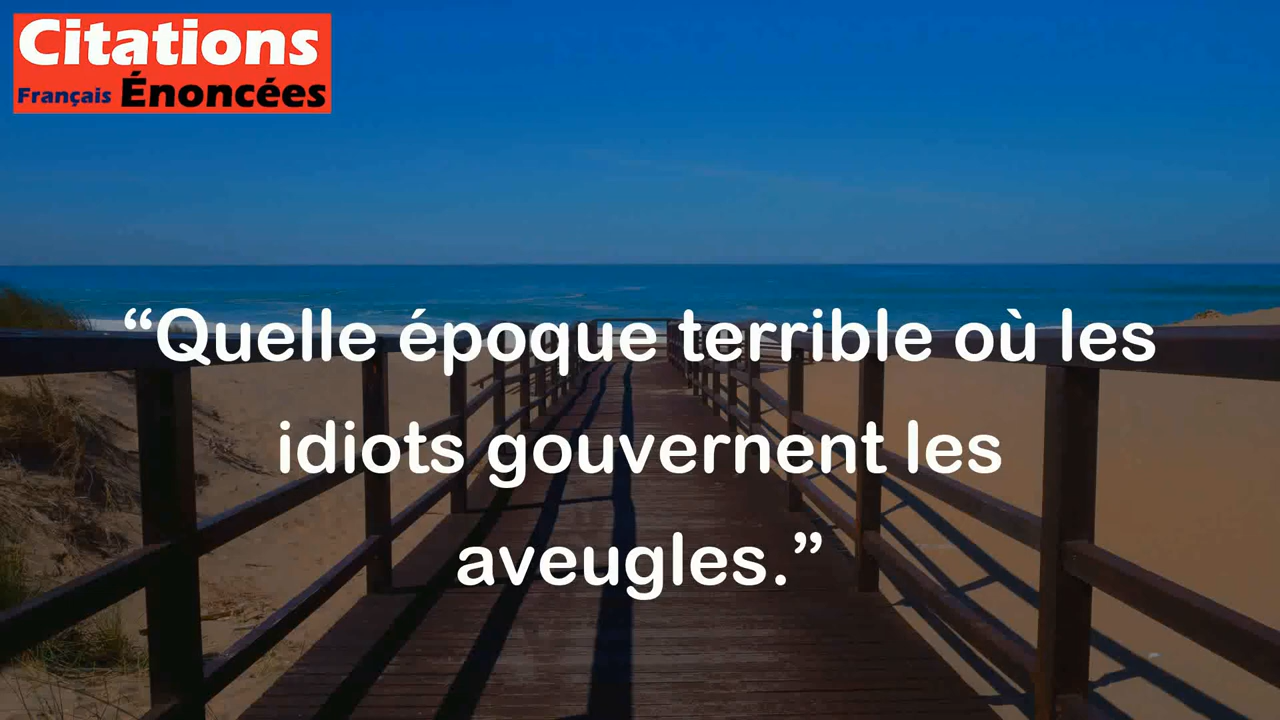 Citations
Français Énoncées
“Quelle époque terrible où les
idiots gouvernent les
aveugles.”